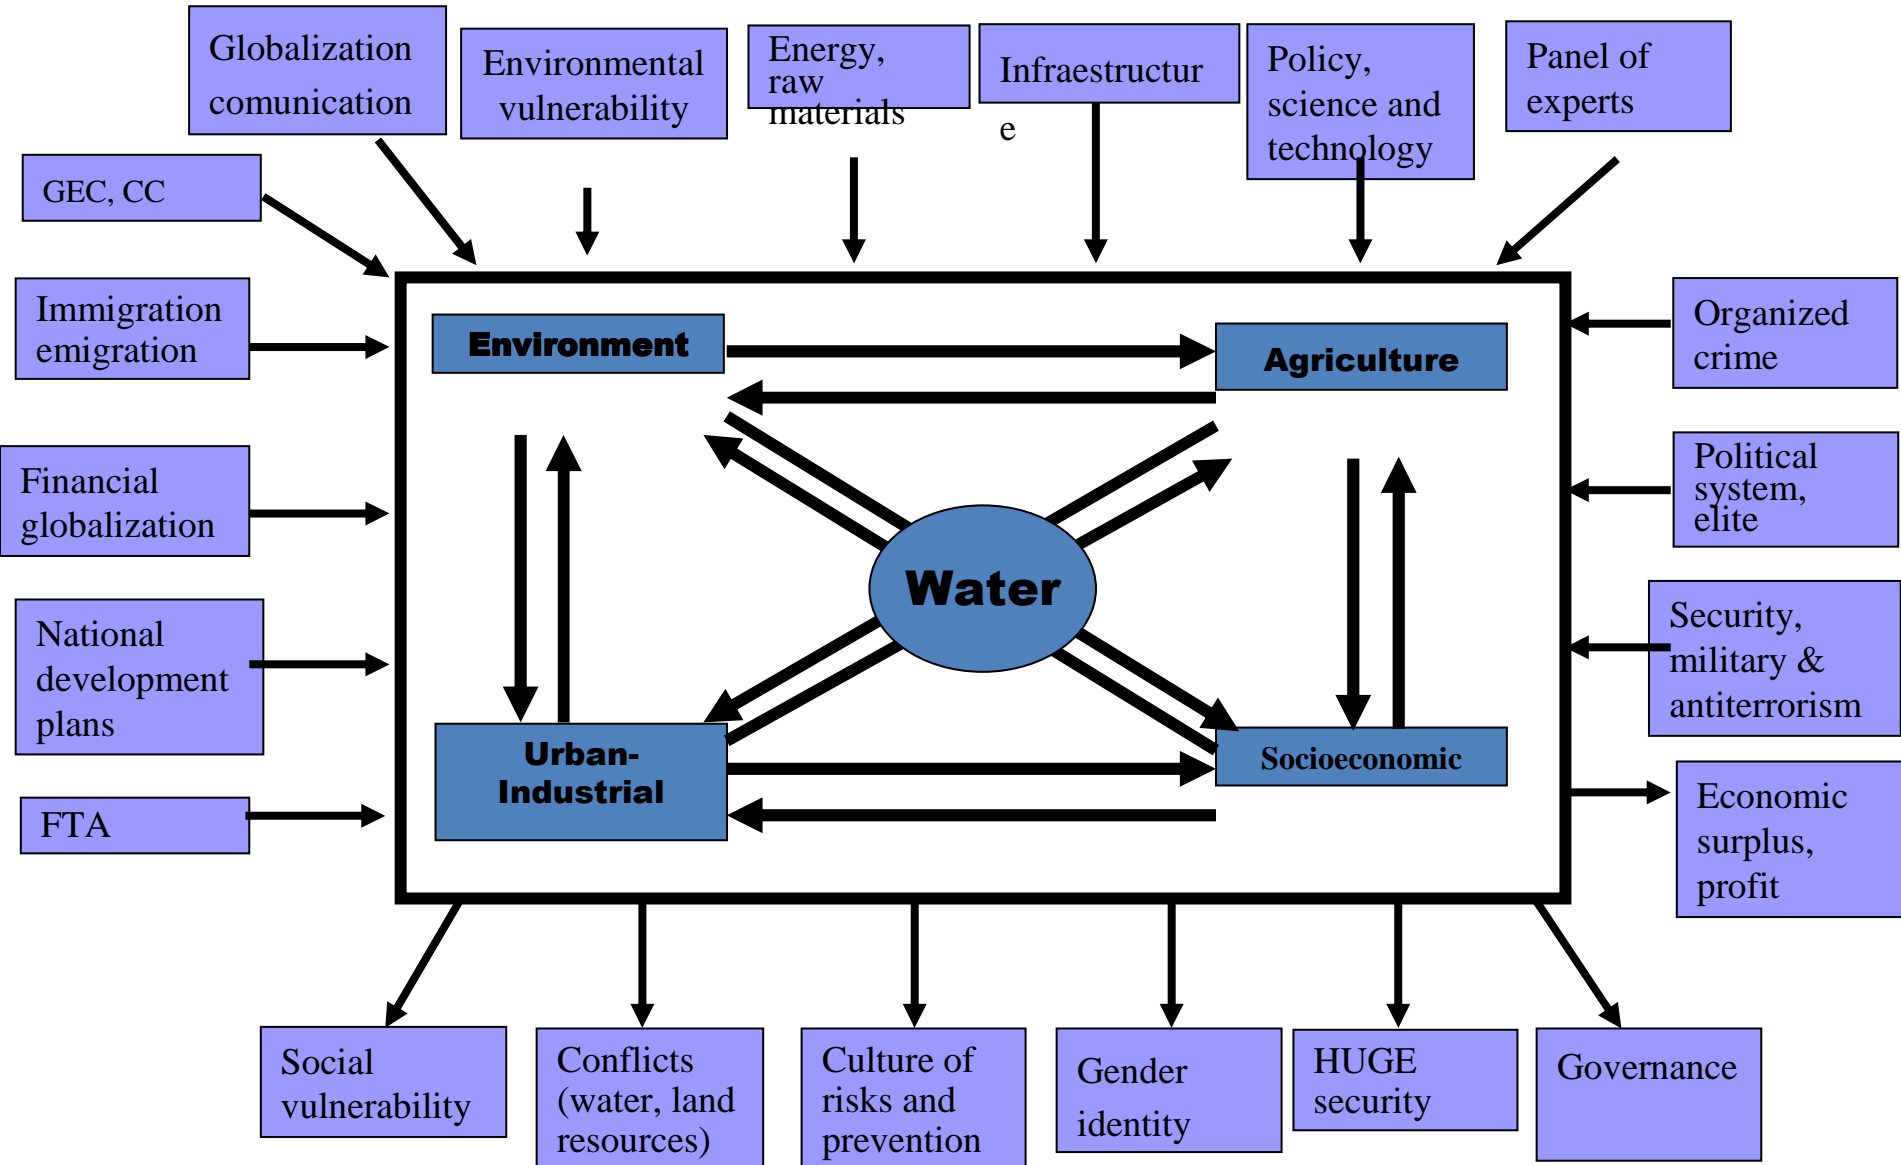 Globalization
comunication
Environmental
vulnerability
Energy,
raw
materials
Infraestructur
e
Policy,
science and
technology
Panel of
experts
GEC, CC
Immigration
emigration
Financial
globalization
National
development
plans
FTA
Environment
Agriculture
Water
Urban-
Industrial
Socioeconomic
Organized
crime
Political
system,
elite
Security,
military &
antiterrorism
Economic
surplus,
profit
Social
vulnerability
Conflicts
(water, land
resources)
Culture of
risks and
prevention
Gender
identity
HUGE
security
Governance